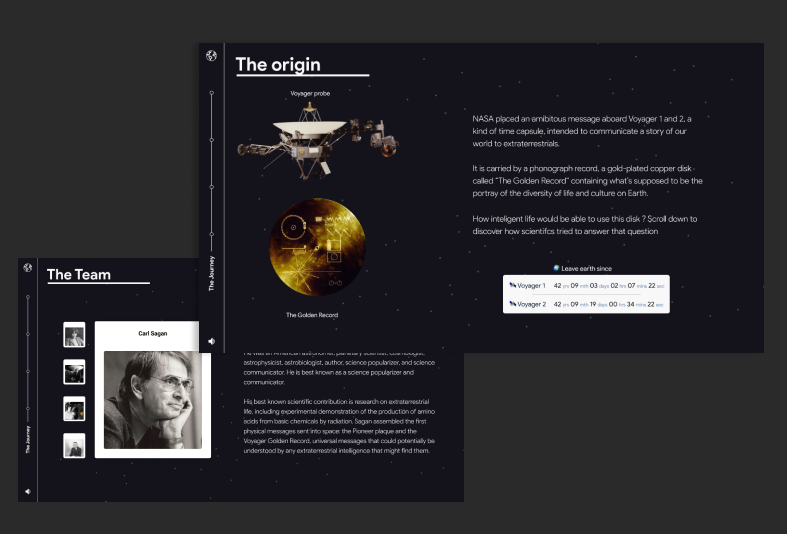 The origin
Voyager probe
NASA placed an amibitous message aboard Voyager 1 and 2, a
kind of time capsule, intended to communicate a story of our
world to extraterrestrials.
It is carried by a phonograph record, a gold-plated copper disk
called "The Golden Record" containing what's supposed to be the
portray of the diversity of life and culture on Earth.
How inteligent life would be able to use this disk ? Scroll down to
discover how scientifcs tried to answer that question
The Journey
The Golden Record
Leave earth since
Voyager 1 42 yrs 09 mth 03 days 02 hrs 07 mins 22 sec
Voyager 2 42 yrs 09 mth 19 days 00 hrs 34 mins 22 sec
The Team
Carl Sagan
He was an American astronomer, planetary scientist, cosmologist,
astrophysicist, astrobiologist, author, science popularizer, and science
communicator. He is best known as a science popularizer and
communicator.
His best known scientific contribution is research on extraterrestrial
life, including experimental demonstration of the production of amino
acids from basic chemicals by radiation. Sagan assembled the first
physical messages sent into space: the Pioneer plaque and the
Voyager Golden Record, universal messages that could potentially be
understood by any extraterrestrial intelligence that might find them.
The Journey